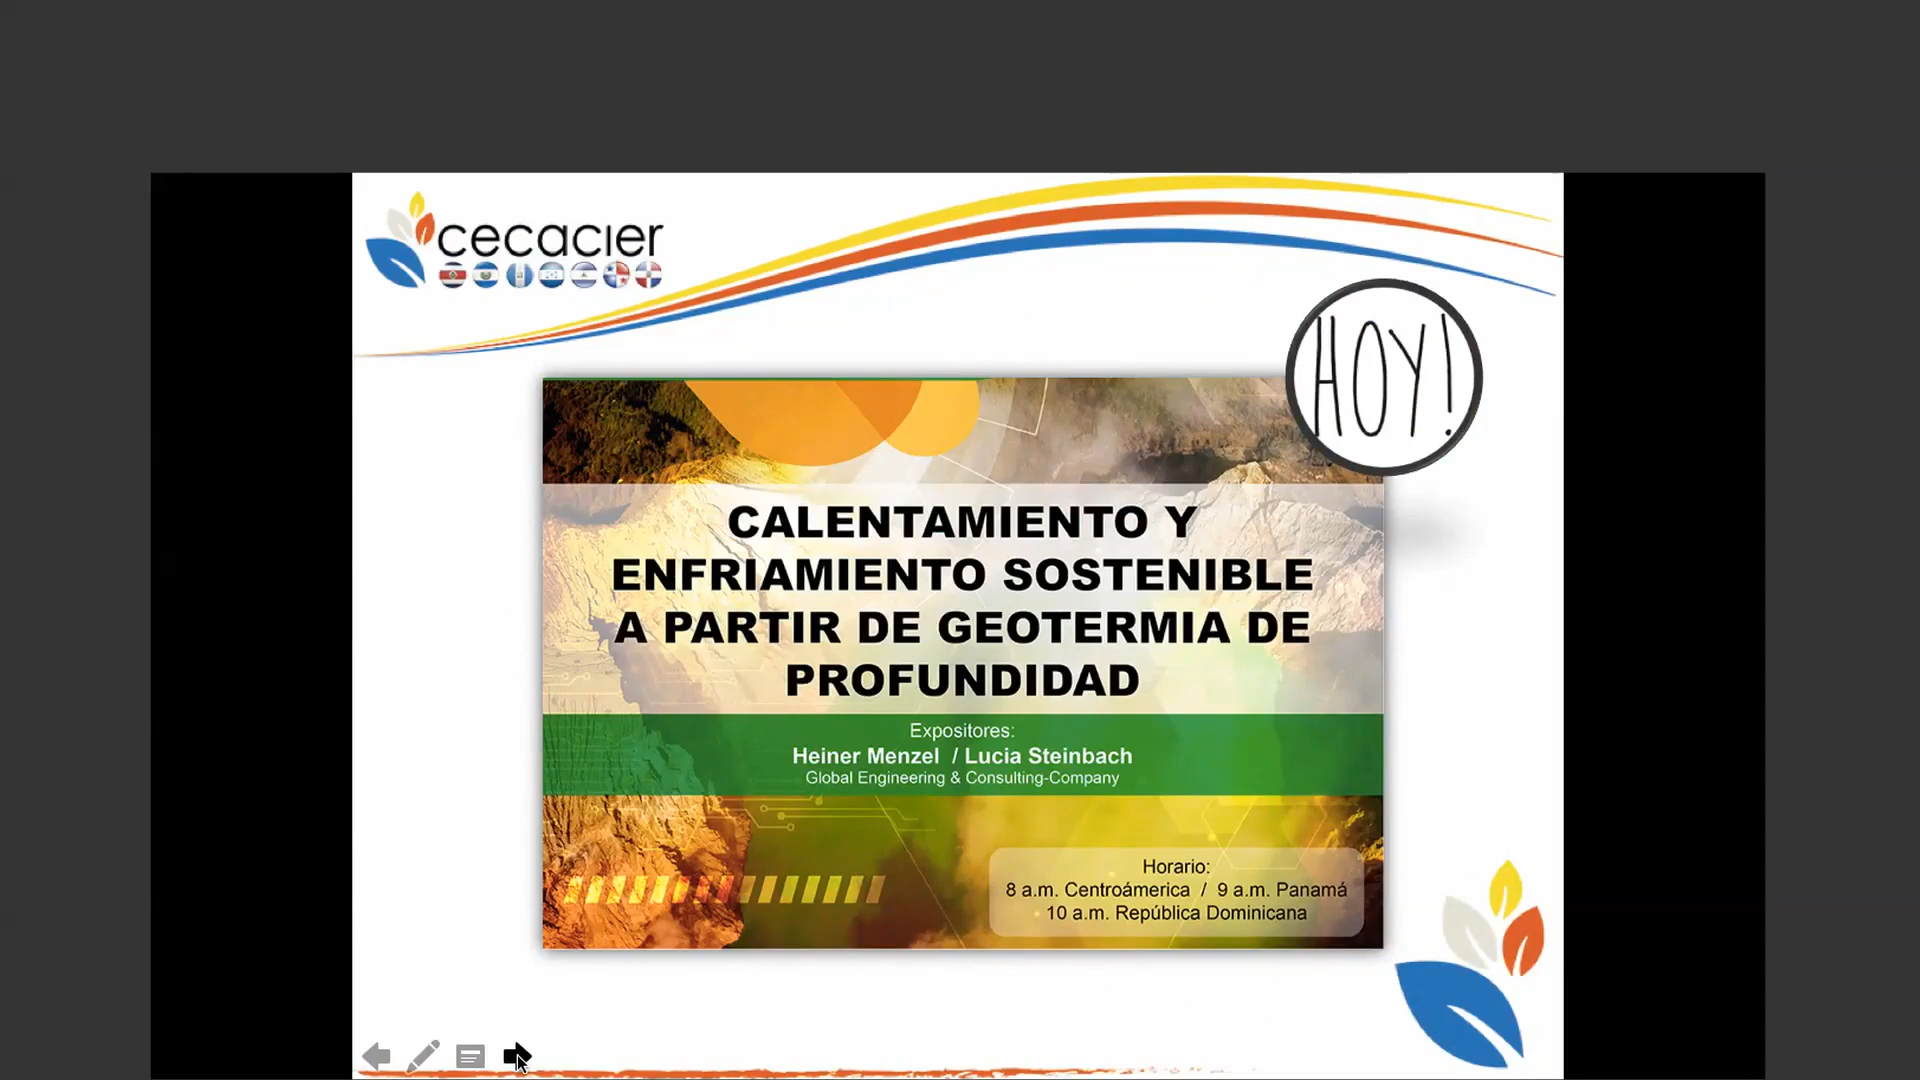 cecacier
HOY!
CALENTAMIENTO Y
ENFRIAMIENTO SOSTENIBLE
A PARTIR DE GEOTERMIA DE
PROFUNDIDAD
Expositores:
Heiner Menzel / Lucia Steinbach
Global Engineering & Consulting-Company
Horario:
8 a.m. Centroámerica / 9 a.m. Panamá
10 a.m. República Dominicana